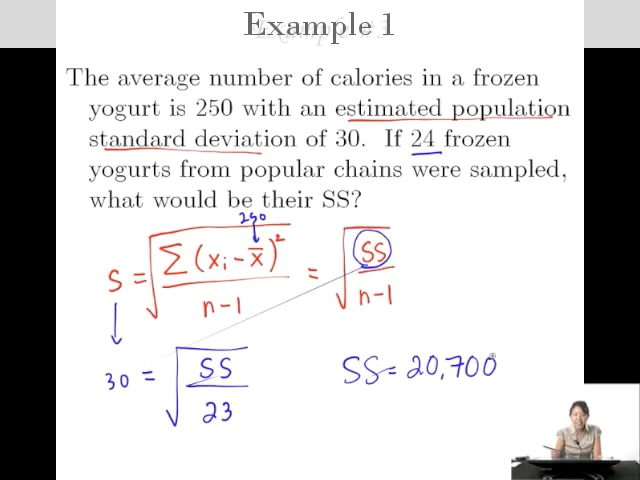 Example 1
The average number of calories in a frozen
yogurt is 250 with an estimated population
standard deviation of 30. If 24 frozen
yogurts from popular chains were sampled,
what would be their SS?
250
s = √(Σ(xᵢ - x̄)² / (n-1)) = √(SS / (n-1))
30 = √(SS / 23)
SS = 20,700